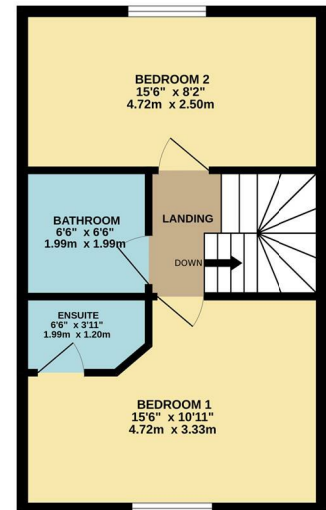 BEDROOM 2
15'6" x 8'2"
4.72m x 2.50m
BATHROOM
6'6" x 6'6"
1.99m x 1.99m
LANDING
DOWN
ENSUITE
6'6" x 3'11"
1.99m x 1.20m
BEDROOM 1
15'6" x 10'11"
4.72m x 3.33m